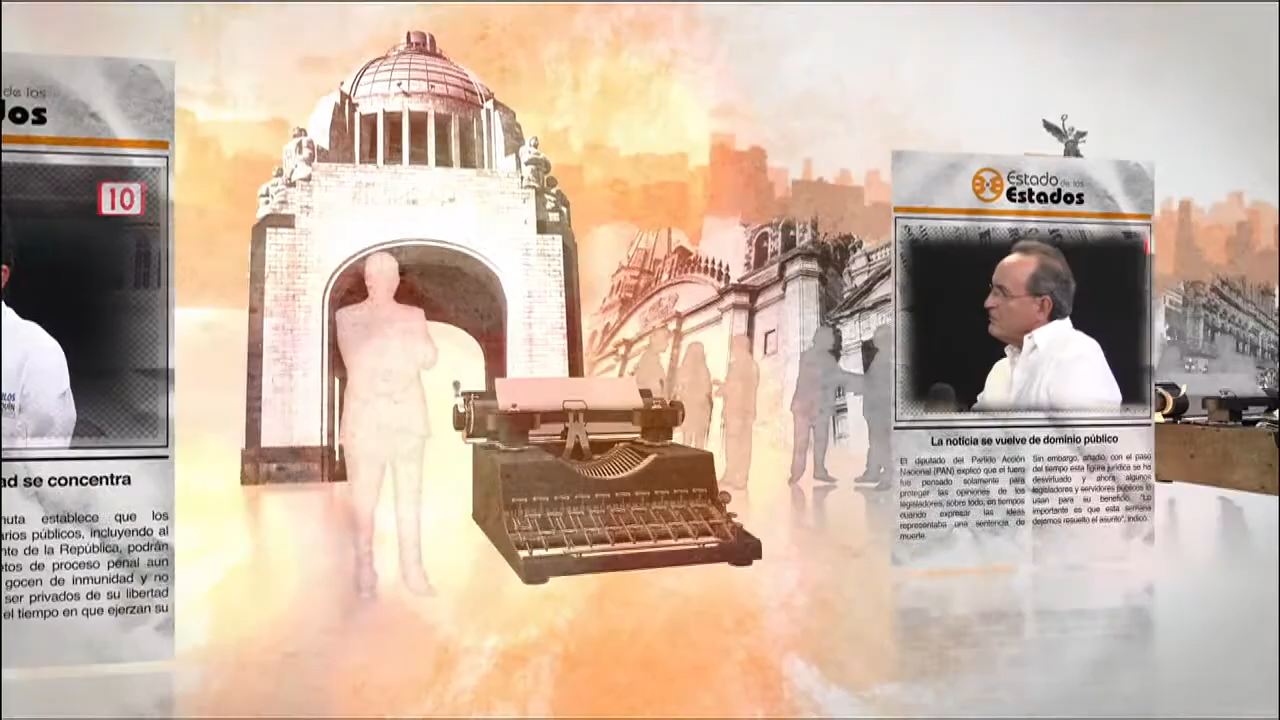 de los
dos
10
ad se concentra
nuta establece que los
arios públicos, incluyendo al
nte de la República, podrán
tos de proceso penal aun
gocen de inmunidad y no
ser privados de su libertad
el tiempo en que ejerzan su
Estado de los
Estados
La noticia se vuelve de dominio público
El diputado del Partido Acción
Nacional (PAN) explicó que el fuero
fue pensado solamente para
proteger las opiniones de los
legisladores, sobre todo, en tiempos
cuando expresar las ideas
representaba una sentencia de
muerte.
Sin embargo, añadió, con el paso
del tiempo esta figura jurídica se ha
desvirtuado y ahora algunos
legisladores y servidores públicos lo
usan para su beneficio. "Lo
importante es que esta semana
dejemos resuelto el asunto", indicó.